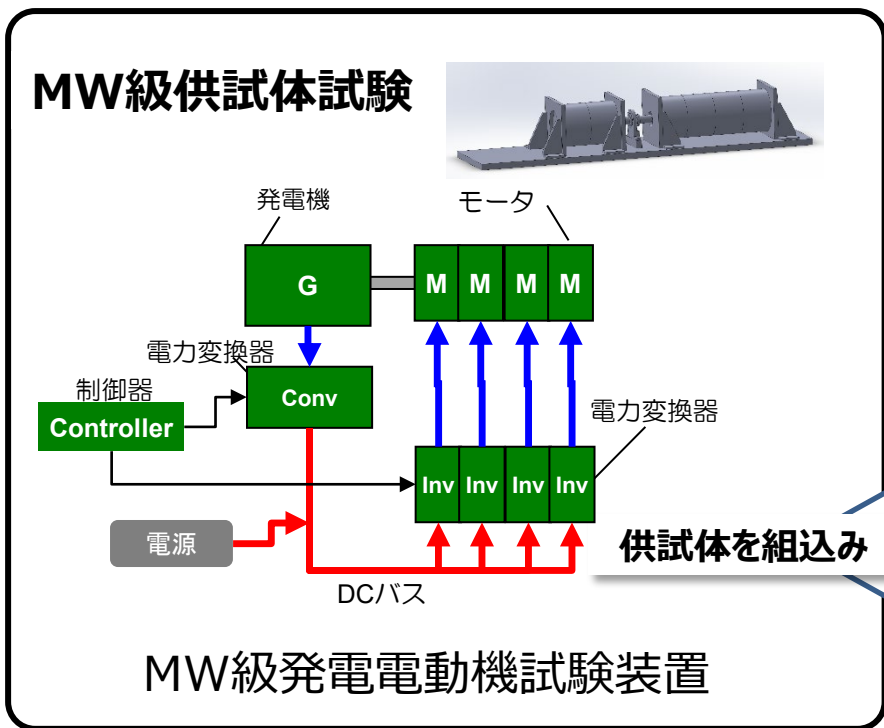 MW級供試体試験
発電機
モータ
G
M M M M
電力変換器
Conv
制御器
Controller
電力変換器
Inv Inv Inv Inv
電源
供試体を組込み
DCバス
MW級発電電動機試験装置